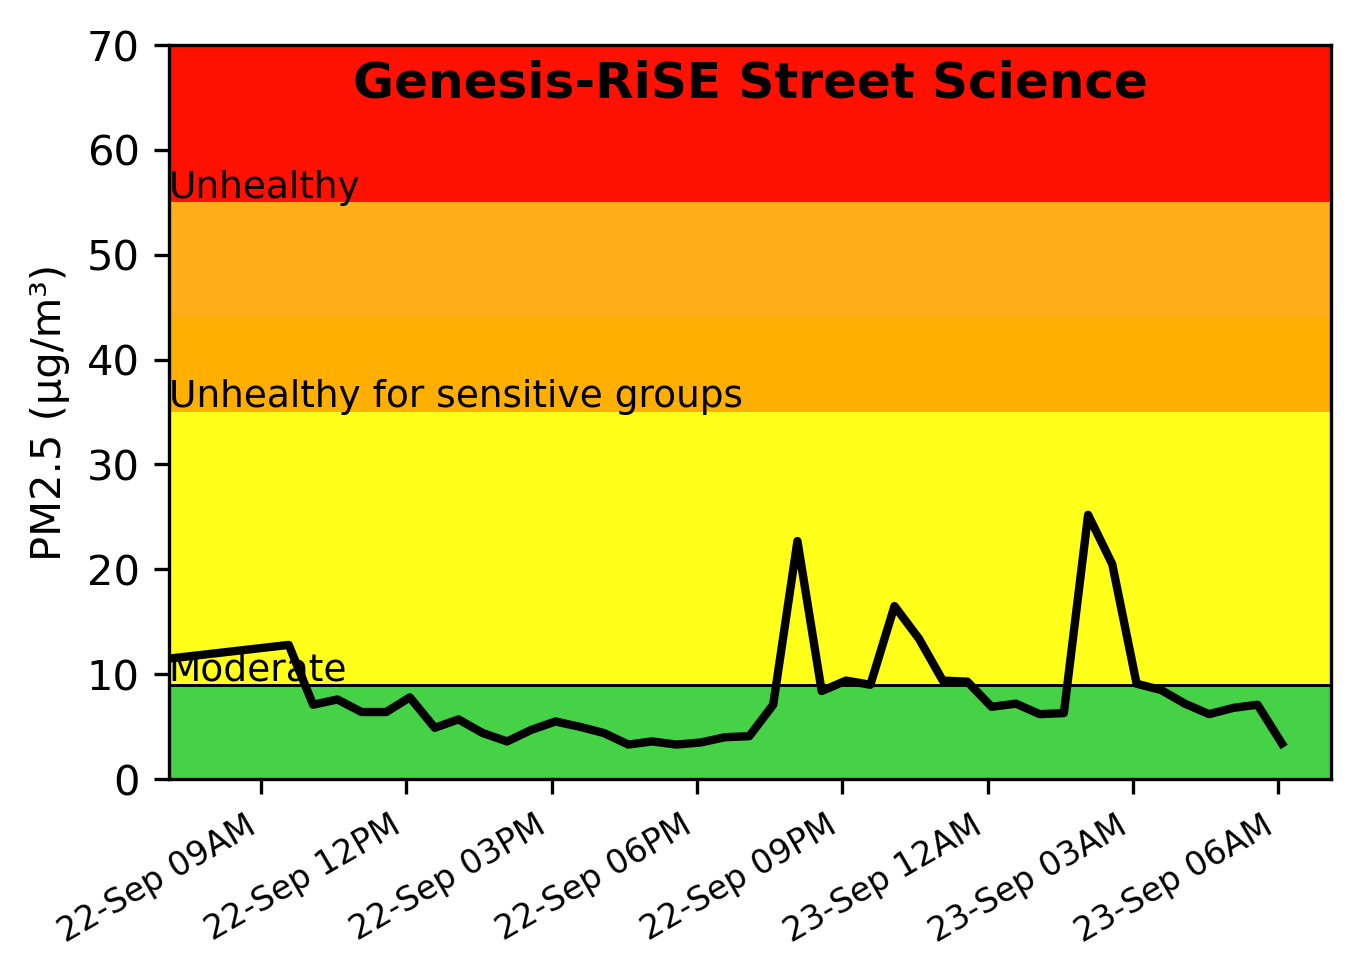 Genesis-RiSE Street Science
PM2.5 (µg/m³)
70
60
50
40
30
20
10
0
Unhealthy
Unhealthy for sensitive groups
Moderate
22-Sep 09AM
22-Sep 12PM
22-Sep 03PM
22-Sep 06PM
22-Sep 09PM
23-Sep 12AM
23-Sep 03AM
23-Sep 06AM